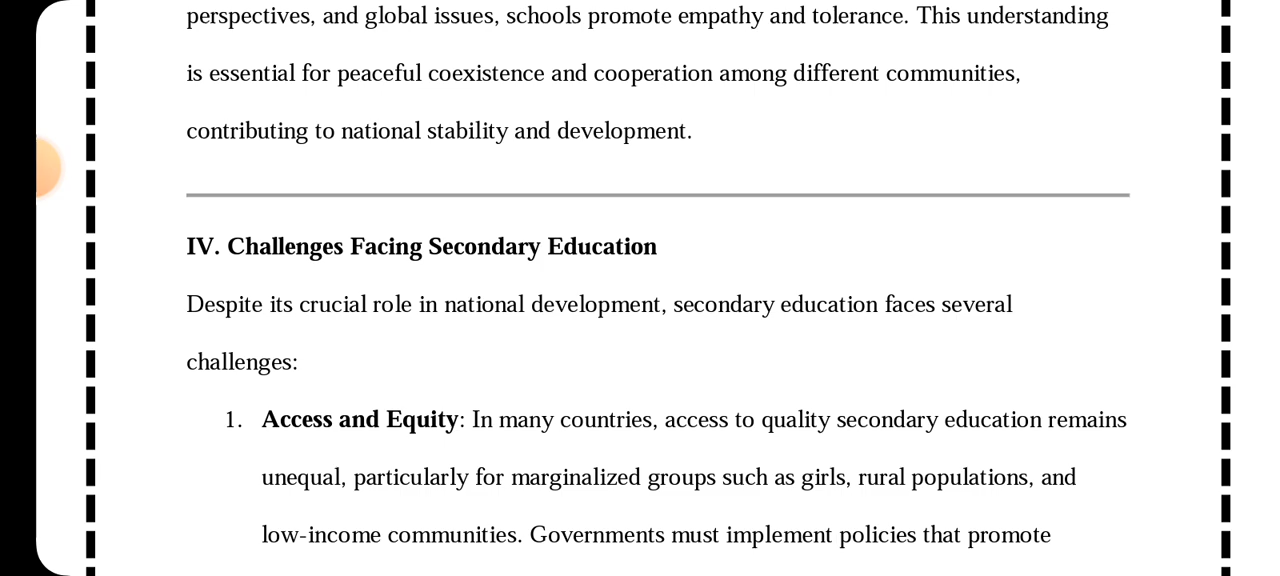 perspectives, and global issues, schools promote empathy and tolerance. This understanding
is essential for peaceful coexistence and cooperation among different communities,
contributing to national stability and development.
IV. Challenges Facing Secondary Education
Despite its crucial role in national development, secondary education faces several
challenges:
1. Access and Equity: In many countries, access to quality secondary education remains
unequal, particularly for marginalized groups such as girls, rural populations, and
low-income communities. Governments must implement policies that promote